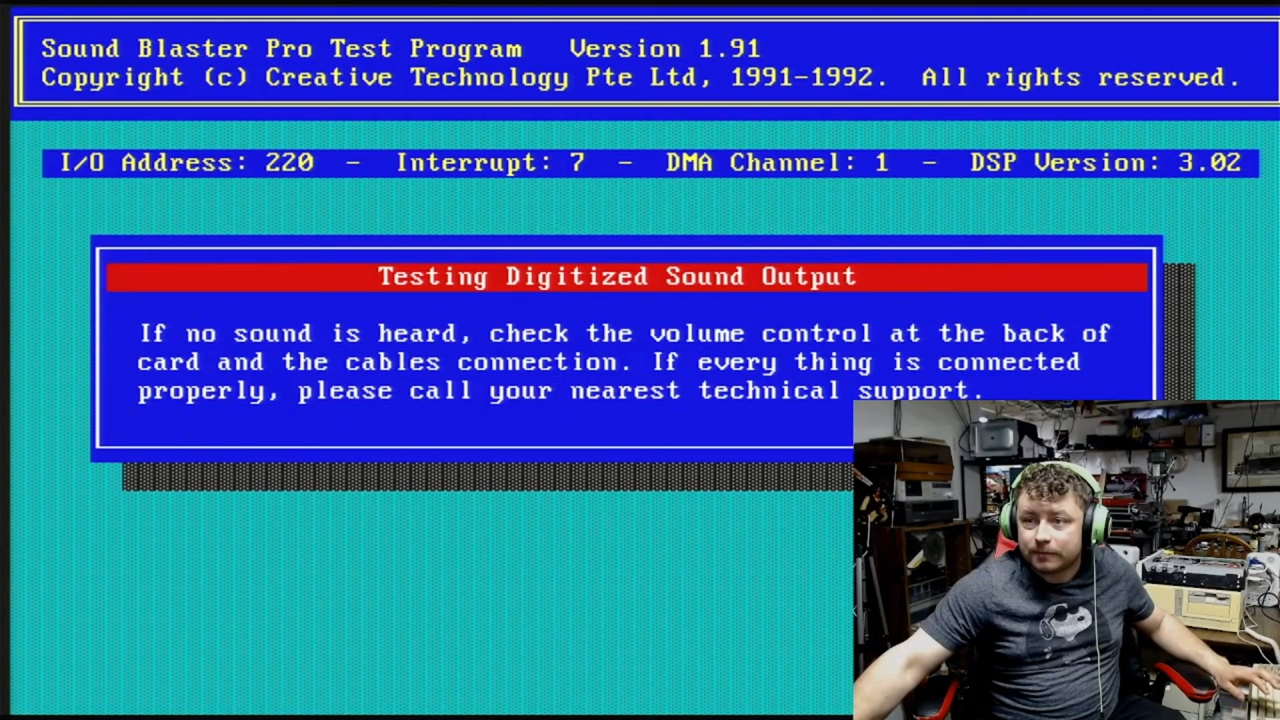 Sound Blaster Pro Test Program Version 1.91
Copyright (c) Creative Technology Pte Ltd, 1991-1992. All rights reserved.
I/O Address: 220 - Interrupt: 7 - DMA Channel: 1 - DSP Version: 3.02
Testing Digitized Sound Output
If no sound is heard, check the volume control at the back of
card and the cables connection. If every thing is connected
properly, please call your nearest technical support.